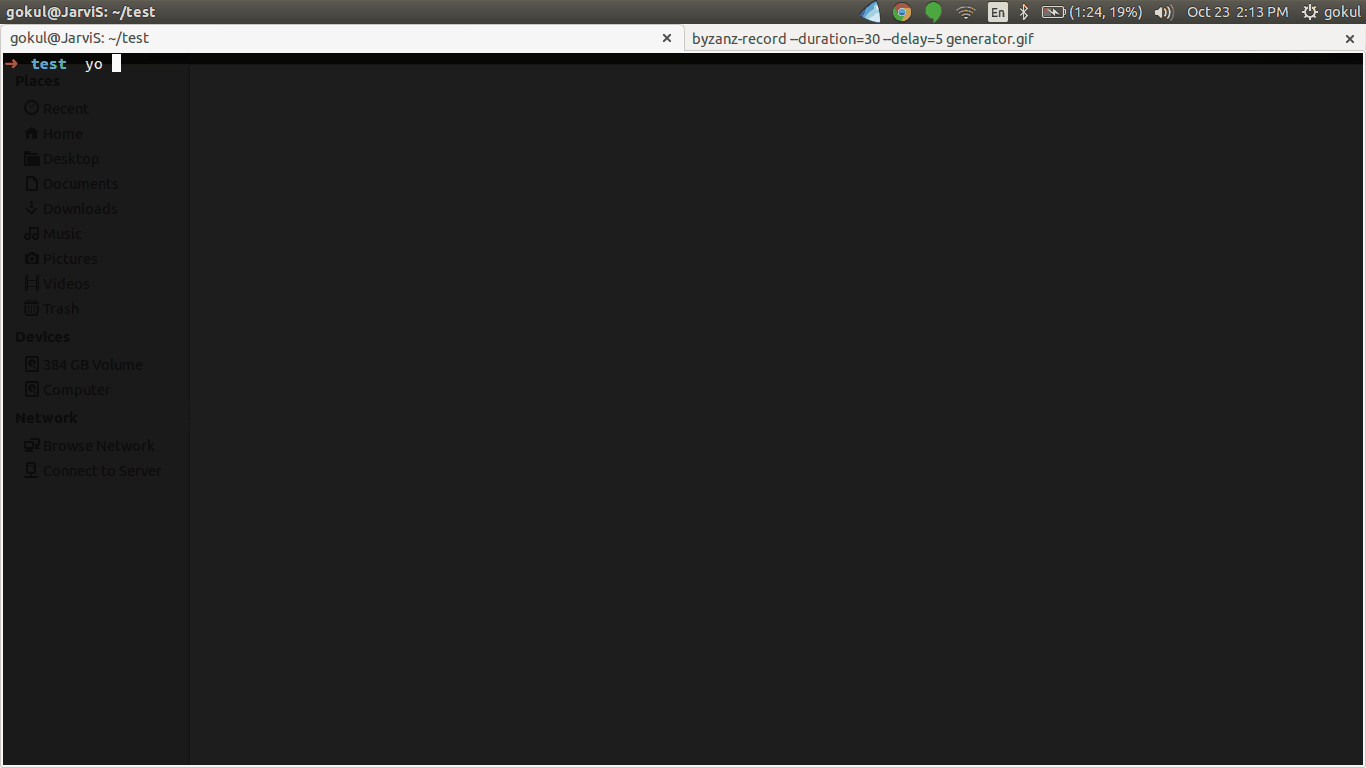 gokul@JarviS: ~/test En (1:24, 19%) Oct 23 2:13 PM gokul
gokul@JarviS: ~/test × byzanz-record --duration=30 --delay=5 generator.gif ×
➜ test yo
Places
Recent
Home
Desktop
Documents
Downloads
Music
Pictures
Videos
Trash
Devices
384 GB Volume
Computer
Network
Browse Network
Connect to Server